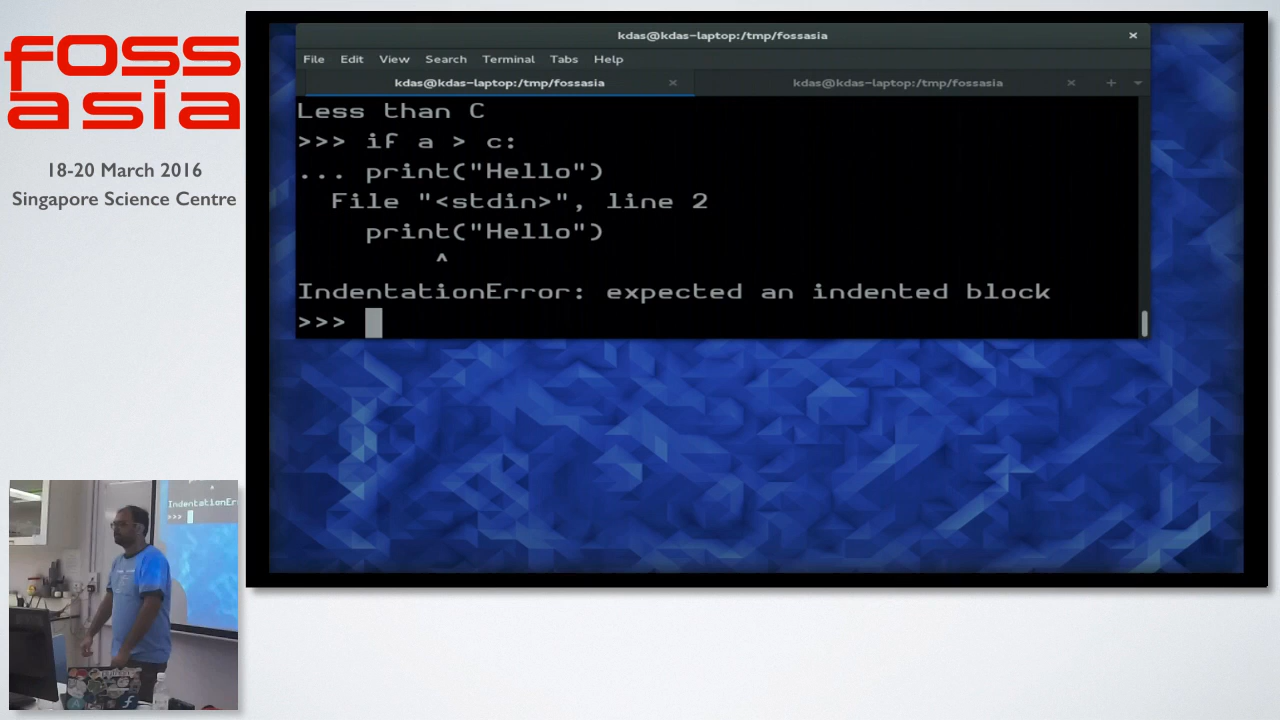 foss
asia
18-20 March 2016
Singapore Science Centre
kdas@kdas-laptop:/tmp/fossasia
File Edit View Search Terminal Tabs Help
kdas@kdas-laptop:/tmp/fossasia kdas@kdas-laptop:/tmp/fossasia
Less than C
>>> if a > c:
... print("Hello")
File "<stdin>", line 2
print("Hello")
^
IndentationError: expected an indented block
>>>
IndentationEr
>>>